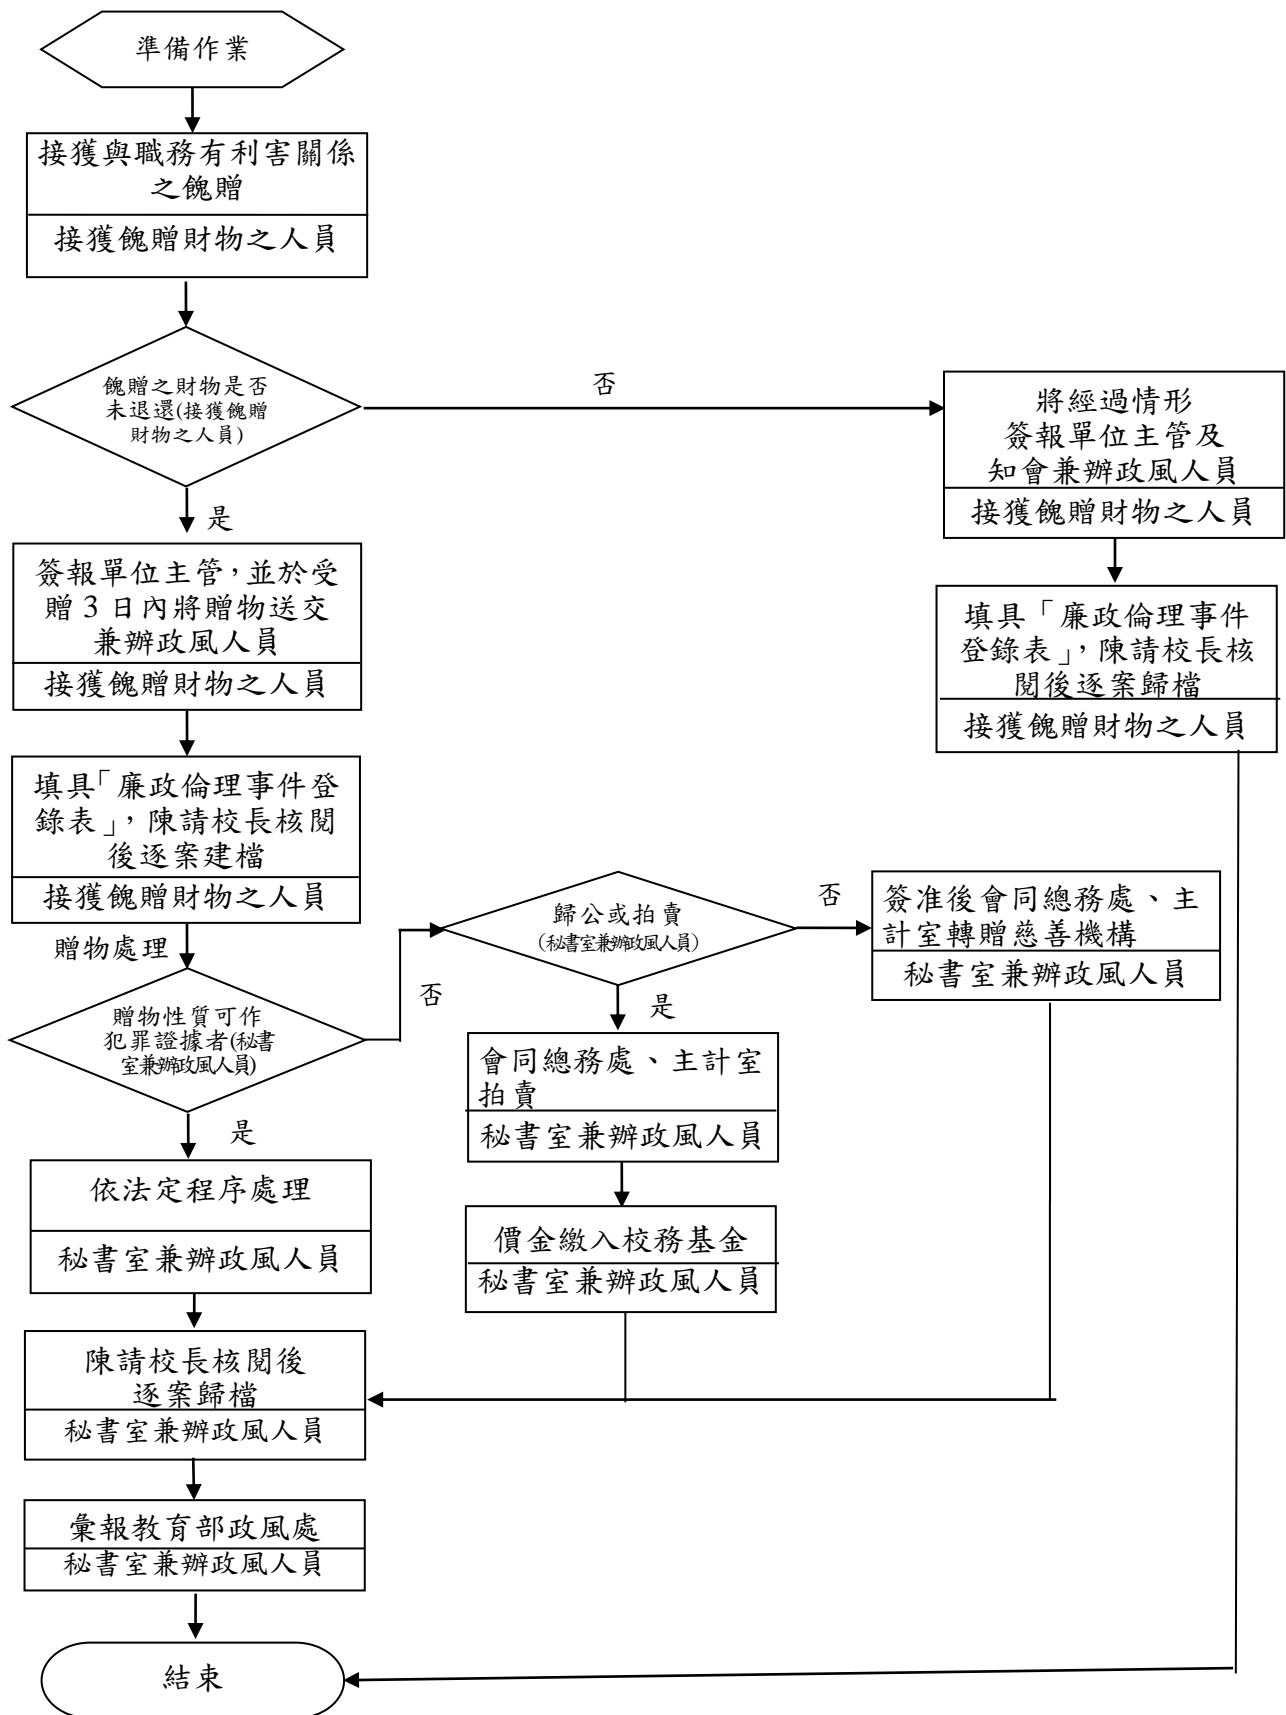 準備作業
接獲與職務有利害關係
之餽贈
接獲餽贈財物之人員
餽贈之財物是否
未退還(接獲餽贈
財物之人員)
否
將經過情形
簽報單位主管及
知會兼辦政風人員
接獲餽贈財物之人員
是
簽報單位主管，並於受
贈3日內將贈物送交
兼辦政風人員
接獲餽贈財物之人員
填具「廉政倫理事件
登錄表」，陳請校長核
閱後逐案歸檔
接獲餽贈財物之人員
填具「廉政倫理事件登
錄表」，陳請校長核閱
後逐案建檔
接獲餽贈財物之人員
贈物處理
贈物性質可作
犯罪證據者(秘書
室兼辦政風人員)
否
歸公或拍賣
(秘書室兼辦政風人員)
否
簽准後會同總務處、主
計室轉贈慈善機構
秘書室兼辦政風人員
是
會同總務處、主計室
拍賣
秘書室兼辦政風人員
價金繳入校務基金
秘書室兼辦政風人員
是
依法定程序處理
秘書室兼辦政風人員
陳請校長核閱後
逐案歸檔
秘書室兼辦政風人員
彙報教育部政風處
秘書室兼辦政風人員
結束